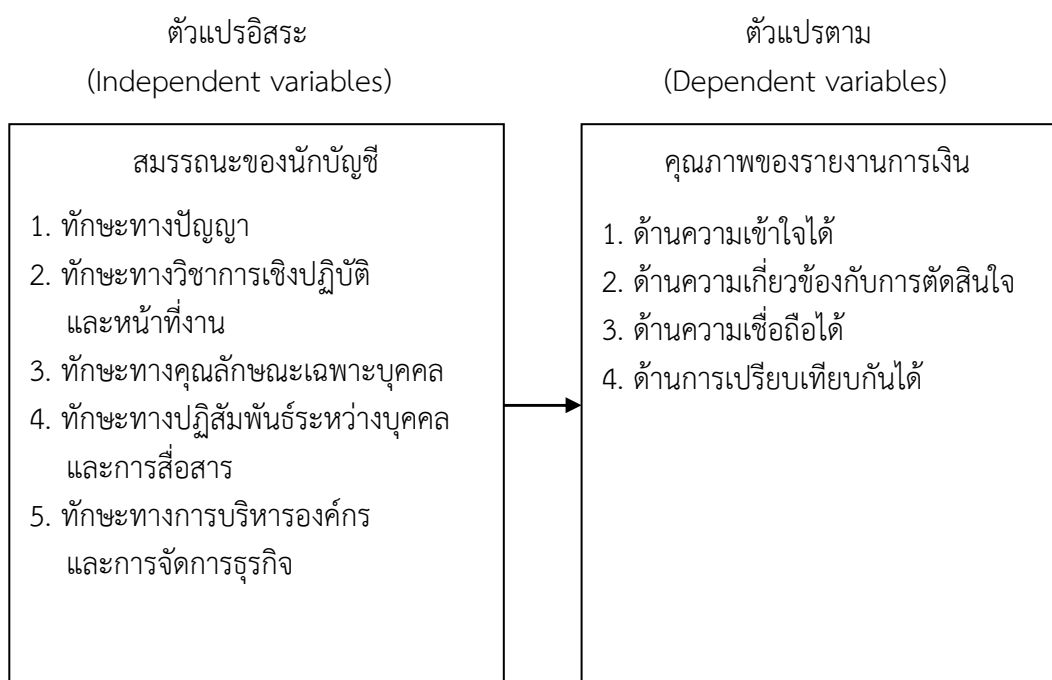 ตัวแปรอิสระ
(Independent variables)
ตัวแปรตาม
(Dependent variables)
สมรรถนะของนักบัญชี
1. ทักษะทางปัญญา
2. ทักษะทางวิชาการเชิงปฏิบัติ
และหน้าที่งาน
3. ทักษะทางคุณลักษณะเฉพาะบุคคล
4. ทักษะทางปฏิสัมพันธ์ระหว่างบุคคล
และการสื่อสาร
5. ทักษะทางการบริหารองค์กร
และการจัดการธุรกิจ
คุณภาพของรายงานการเงิน
1. ด้านความเข้าใจได้
2. ด้านความเกี่ยวข้องกับการตัดสินใจ
3. ด้านความเชื่อถือได้
4. ด้านการเปรียบเทียบกันได้